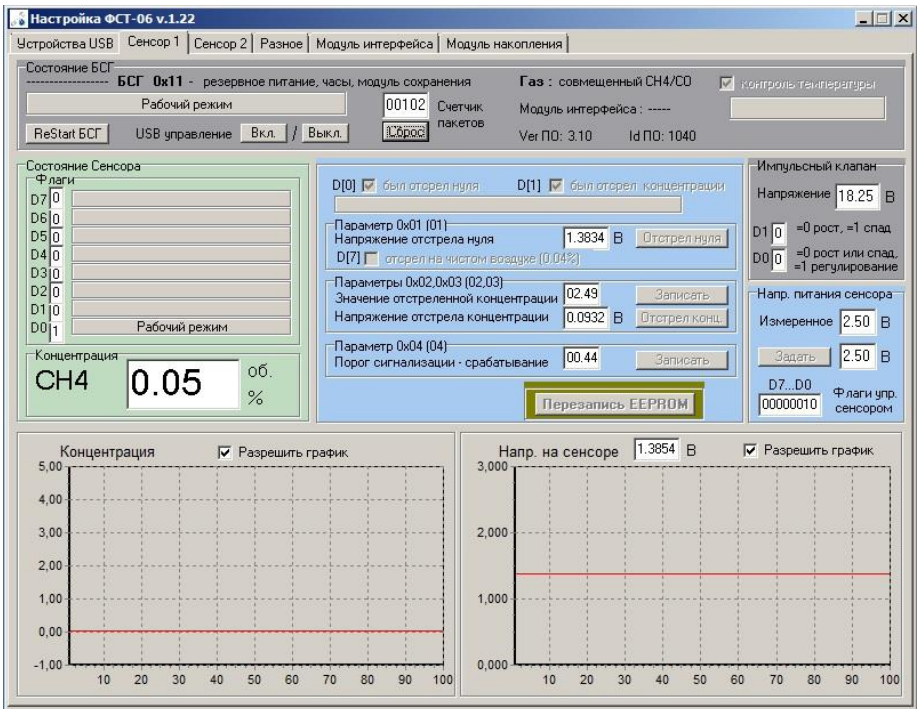 Настройка ФСТ-06 v.1.22
Устройства USB Сенсор 1 Сенсор 2 Разное Модуль интерфейса Модуль накопления
Состояние БСГ
------------------ БСГ 0x11 - резервное питание, часы, модуль сохранения
Рабочий режим
00102 Счетчик пакетов
ReStart БСГ USB управление Вкл. / Выкл. Сброс
Газ : совмещенный CH4/CO
контроль температуры
Модуль интерфейса : -----
Ver ПО: 3.10 Id ПО: 1040
Состояние Сенсора
Флаги
D7 0
D6 0
D5 0
D4 0
D3 0
D2 0
D1 0
D0 1 Рабочий режим
Концентрация
CH4 0.05 об. %
D[0] был отсрел нуля D[1] был отсрел концентрации
Параметр 0x01 (01)
Напряжение отстрела нуля 1.3834 В Отстрел нуля
D[7] отсрел на чистом воздухе (0.04%)
Параметры 0x02,0x03 (02,03)
Значение отстреленной концентрации 02.49 Записать
Напряжение отстрела концентрации 0.0932 В Отстрел конц.
Параметр 0x04 (04)
Порог сигнализации - срабатывание 00.44 Записать
Перезапись EEPROM
Импульсный клапан
Напряжение 18.25 В
D1 0 =0 рост, =1 спад
D0 0 =0 рост или спад,
=1 регулирование
Напр. питания сенсора
Измеренное 2.50 В
Задать 2.50 В
D7...D0
00000010 Флаги упр. сенсором
Концентрация Разрешить график
5,00
4,00
3,00
2,00
1,00
0,00
-1,00
10 20 30 40 50 60 70 80 90 100
Напр. на сенсоре 1.3854 В Разрешить график
3,000
2,000
1,000
0,000
10 20 30 40 50 60 70 80 90 100